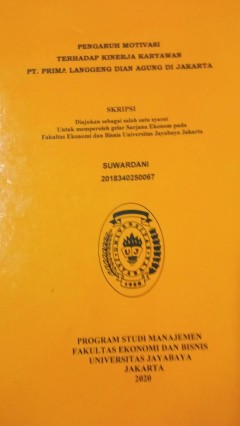 PENGARUH MOTIVASI
TERHADAP KINERJA KARYAWAN
PT. PRIMA LANGGENG DIAN AGUNG DI JAKARTA
SKRIPSI
Diajukan sebagai salah satu syarat
Untuk memperoleh gelar Sarjana Ekonom pada
Fakultas Ekonomi dan Bisnis Universitas Jayabaya Jakarta
SUWARDANI
2018340250067
1958
PROGRAM STUDI MANAJEMEN
FAKULTAS EKONOMI DAN BISNIS
UNIVERSITAS JAYABAYA
JAKARTA
2020